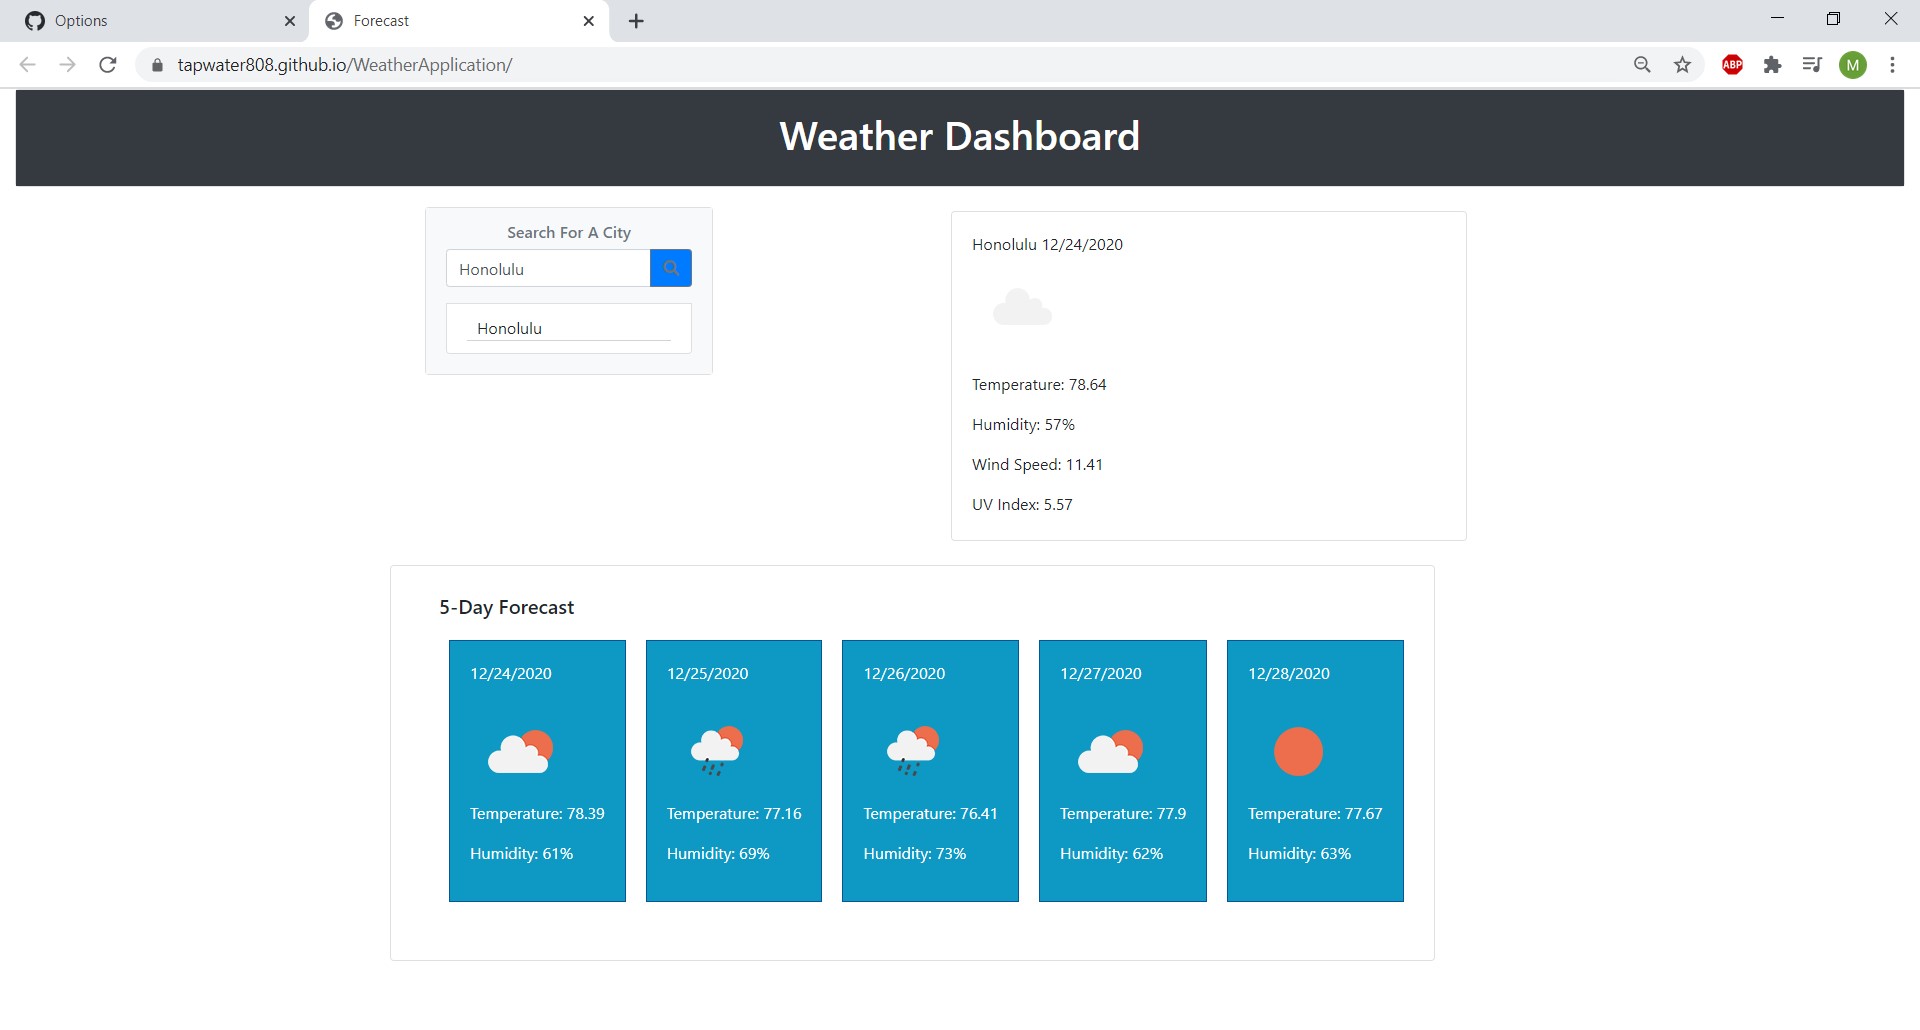 Options
Forecast
tapwater808.github.io/WeatherApplication/
ABP
M
Weather Dashboard
Search For A City
Honolulu
Honolulu
Honolulu 12/24/2020
Temperature: 78.64
Humidity: 57%
Wind Speed: 11.41
UV Index: 5.57
5-Day Forecast
12/24/2020
Temperature: 78.39
Humidity: 61%
12/25/2020
Temperature: 77.16
Humidity: 69%
12/26/2020
Temperature: 76.41
Humidity: 73%
12/27/2020
Temperature: 77.9
Humidity: 62%
12/28/2020
Temperature: 77.67
Humidity: 63%